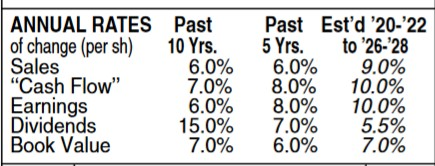 ANNUAL RATES Past Past Est'd '20-'22
of change (per sh) 10 Yrs. 5 Yrs. to '26-'28
Sales 6.0% 6.0% 9.0%
“Cash Flow” 7.0% 8.0% 10.0%
Earnings 6.0% 8.0% 10.0%
Dividends 15.0% 7.0% 5.5%
Book Value 7.0% 6.0% 7.0%